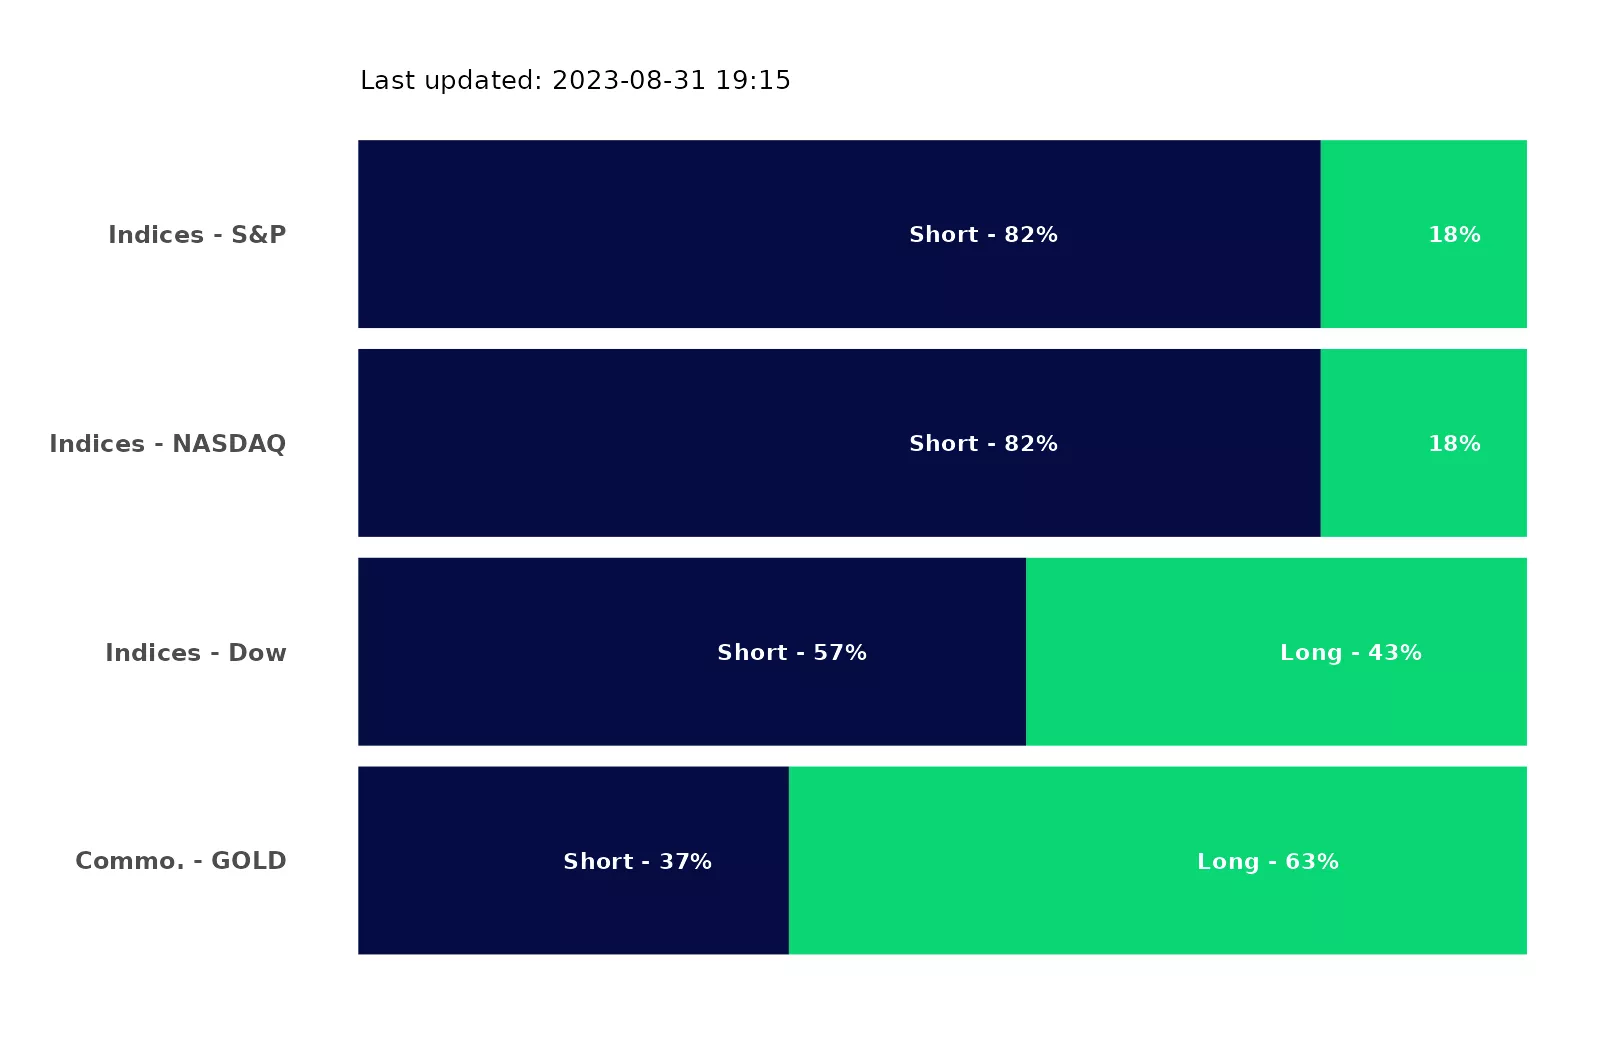 Last updated: 2023-08-31 19:15
Indices - S&P Short - 82% 18%
Indices - NASDAQ Short - 82% 18%
Indices - Dow Short - 57% Long - 43%
Commo. - GOLD Short - 37% Long - 63%